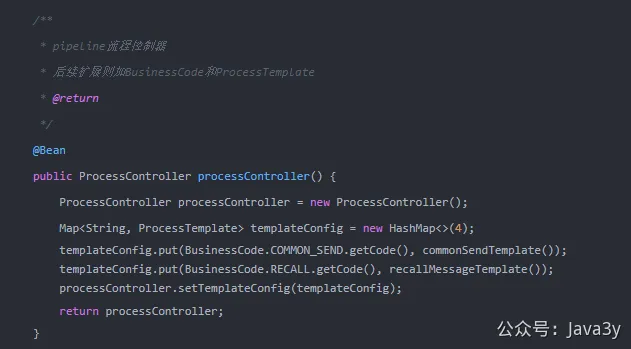 /**
* pipeline流程控制器
* 后续扩展则加BusinessCode和ProcessTemplate
* @return
*/
@Bean
public ProcessController processController() {
ProcessController processController = new ProcessController();
Map<String, ProcessTemplate> templateConfig = new HashMap<>(4);
templateConfig.put(BusinessCode.COMMON_SEND.getCode(), commonSendTemplate());
templateConfig.put(BusinessCode.RECALL.getCode(), recallMessageTemplate());
processController.setTemplateConfig(templateConfig);
return processController;
}
公众号：Java3y